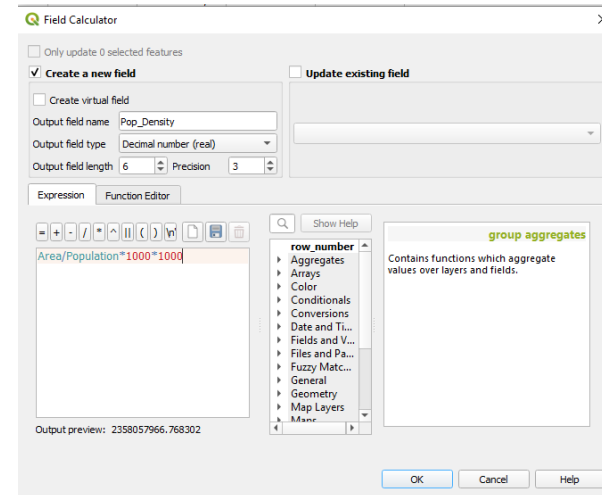 Field Calculator
Only update 0 selected features
Create a new field
Update existing field
Create virtual field
Output field name Pop_Density
Output field type Decimal number (real)
Output field length 6 Precision 3
Expression Function Editor
= + - / * ^ || ( ) '\n'
Show Help
Area/Population*1000*1000
row_number
Aggregates
Arrays
Color
Conditionals
Conversions
Date and Ti...
Fields and V...
Files and Pa...
Fuzzy Matc...
General
Geometry
Map Layers
Maps
group aggregates
Contains functions which aggregate
values over layers and fields.
Output preview: 2358057966.768302
OK Cancel Help